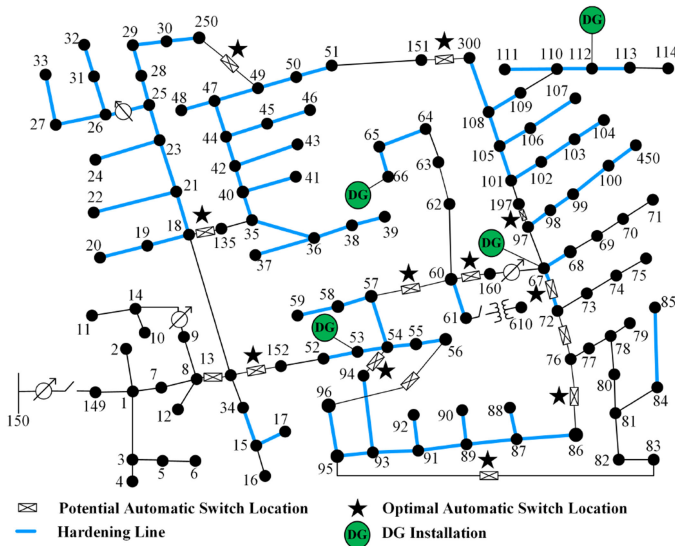 32 29 30 250
33 51 151 300 111 110 DG 112 113 114
31 28 49 50
25 47 48 45 46 64 109 107
27 26 44 65 108 106 104
23 43 105 103 450
24 42 63 102 100
21 40 41 66 101
22 DG 62 197 99 71
19 18 135 35 39 98 70
20 36 38 DG 97 69
37 60 160 67 68 75
14 59 58 57 74
11 10 9 DG 61 610 72 73 85
2 13 152 52 53 54 55 56 76 77 78 79
7 8 94 80 84
150 149 1 12 34 17 96 92 90 88 81
3 15 86
4 5 6 16 95 93 91 89 87 82 83
Potential Automatic Switch Location Optimal Automatic Switch Location
Hardening Line DG DG Installation